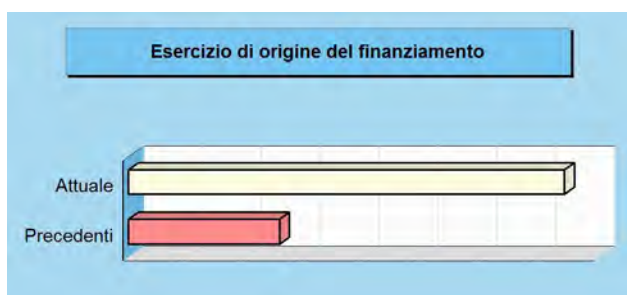 Esercizio di origine del finanziamento
Attuale
Precedenti